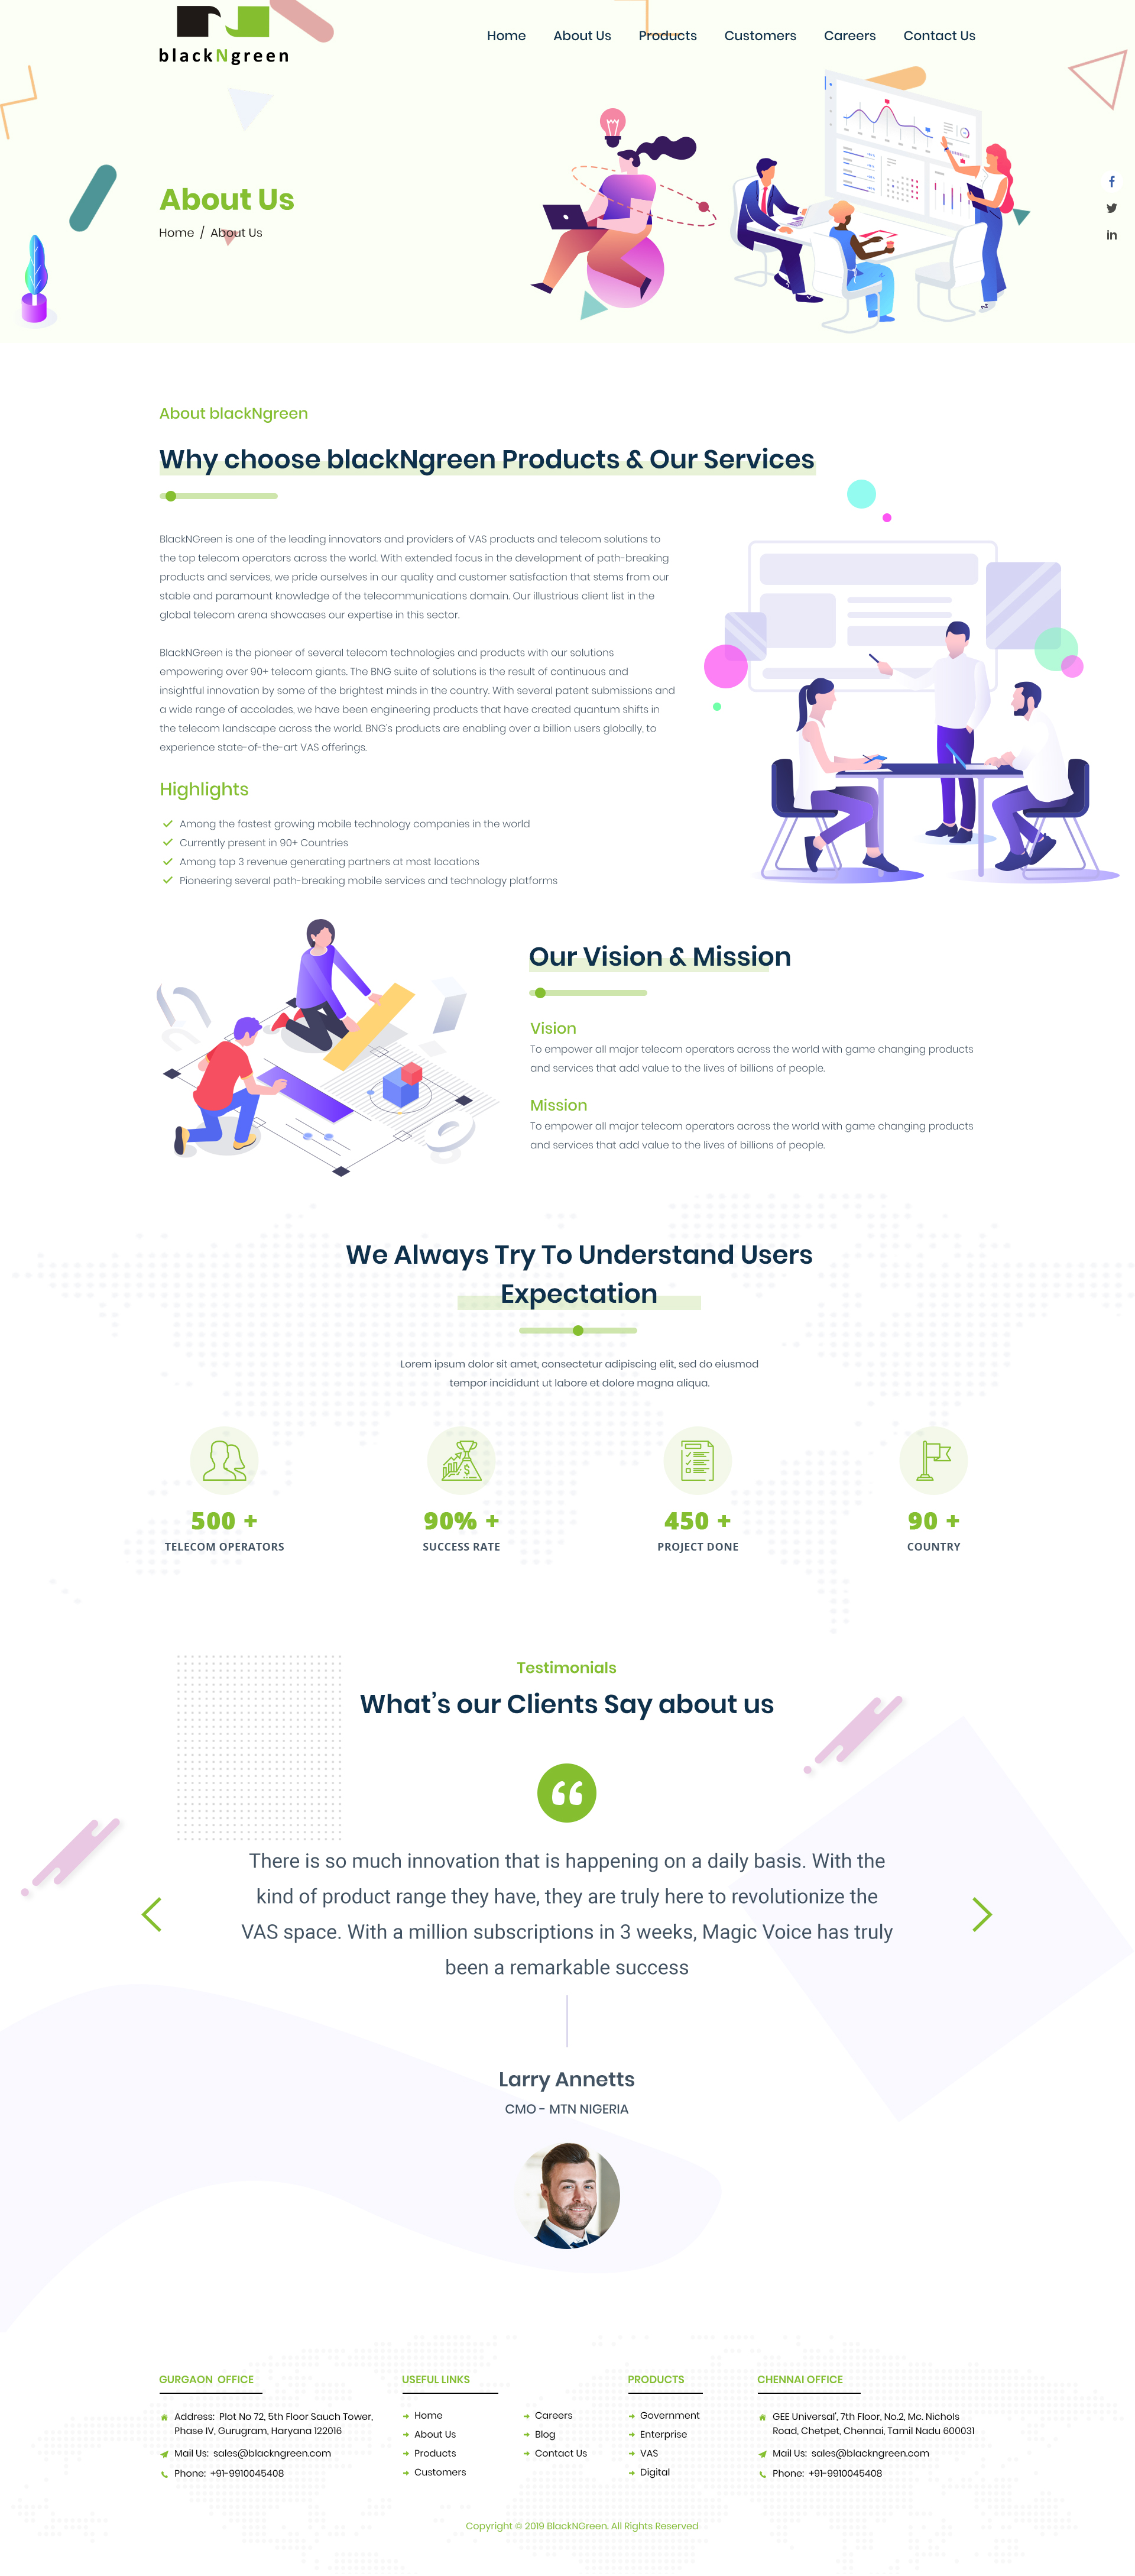 blackNgreen
Home About Us Products Customers Careers Contact Us
About Us
Home / About Us
About blackNgreen
Why choose blackNgreen Products & Our Services
BlackNGreen is one of the leading innovators and providers of VAS products and telecom solutions to
the top telecom operators across the world. With extended focus in the development of path-breaking
products and services, we pride ourselves in our quality and customer satisfaction that stems from our
stable and paramount knowledge of the telecommunications domain. Our illustrious client list in the
global telecom arena showcases our expertise in this sector.
BlackNGreen is the pioneer of several telecom technologies and products with our solutions
empowering over 90+ telecom giants. The BNG suite of solutions is the result of continuous and
insightful innovation by some of the brightest minds in the country. With several patent submissions and
a wide range of accolades, we have been engineering products that have created quantum shifts in
the telecom landscape across the world. BNG's products are enabling over a billion users globally, to
experience state-of-the-art VAS offerings.
Highlights
Among the fastest growing mobile technology companies in the world
Currently present in 90+ Countries
Among top 3 revenue generating partners at most locations
Pioneering several path-breaking mobile services and technology platforms
Our Vision & Mission
Vision
To empower all major telecom operators across the world with game changing products
and services that add value to the lives of billions of people.
Mission
To empower all major telecom operators across the world with game changing products
and services that add value to the lives of billions of people.
We Always Try To Understand Users
Expectation
Lorem ipsum dolor sit amet, consectetur adipiscing elit, sed do eiusmod
tempor incididunt ut labore et dolore magna aliqua.
500 +
TELECOM OPERATORS
90% +
SUCCESS RATE
450 +
PROJECT DONE
90 +
COUNTRY
Testimonials
What's our Clients Say about us
There is so much innovation that is happening on a daily basis. With the
kind of product range they have, they are truly here to revolutionize the
VAS space. With a million subscriptions in 3 weeks, Magic Voice has truly
been a remarkable success
Larry Annetts
CMO - MTN NIGERIA
GURGAON OFFICE
Address: Plot No 72, 5th Floor Sauch Tower,
Phase IV, Gurugram, Haryana 122016
Mail Us: sales@blackngreen.com
Phone: +91-9910045408
USEFUL LINKS
Home
About Us
Products
Customers
Careers
Blog
Contact Us
PRODUCTS
Government
Enterprise
VAS
Digital
CHENNAI OFFICE
GEE Universal', 7th Floor, No.2, Mc. Nichols
Road, Chetpet, Chennai, Tamil Nadu 600031
Mail Us: sales@blackngreen.com
Phone: +91-9910045408
Copyright © 2019 BlackNGreen. All Rights Reserved